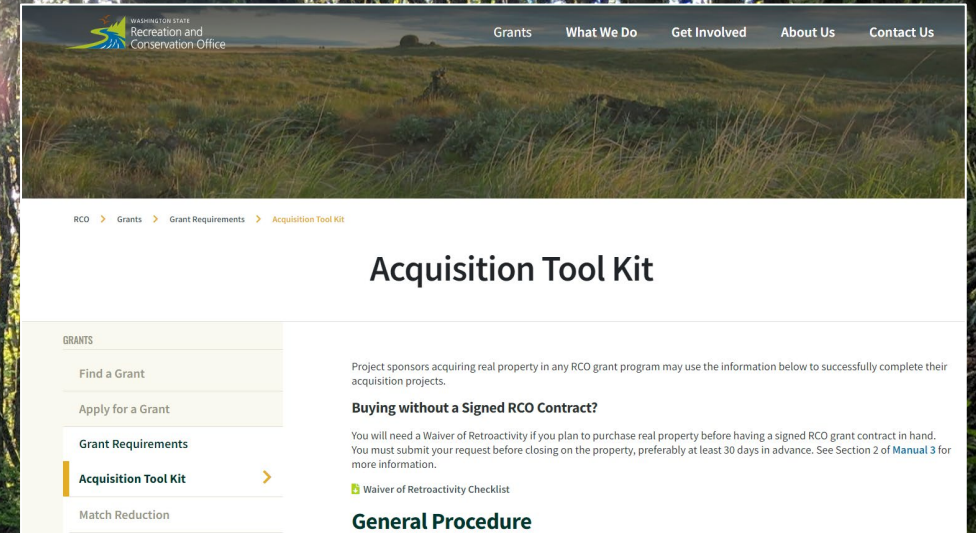 WASHINGTON STATE
Recreation and
Conservation Office
Grants What We Do Get Involved About Us Contact Us
RCO > Grants > Grant Requirements > Acquisition Tool Kit
Acquisition Tool Kit
GRANTS
Find a Grant
Apply for a Grant
Grant Requirements
Acquisition Tool Kit >
Match Reduction
Project sponsors acquiring real property in any RCO grant program may use the information below to successfully complete their
acquisition projects.
Buying without a Signed RCO Contract?
You will need a Waiver of Retroactivity if you plan to purchase real property before having a signed RCO grant contract in hand.
You must submit your request before closing on the property, preferably at least 30 days in advance. See Section 2 of Manual 3 for
more information.
Waiver of Retroactivity Checklist
General Procedure